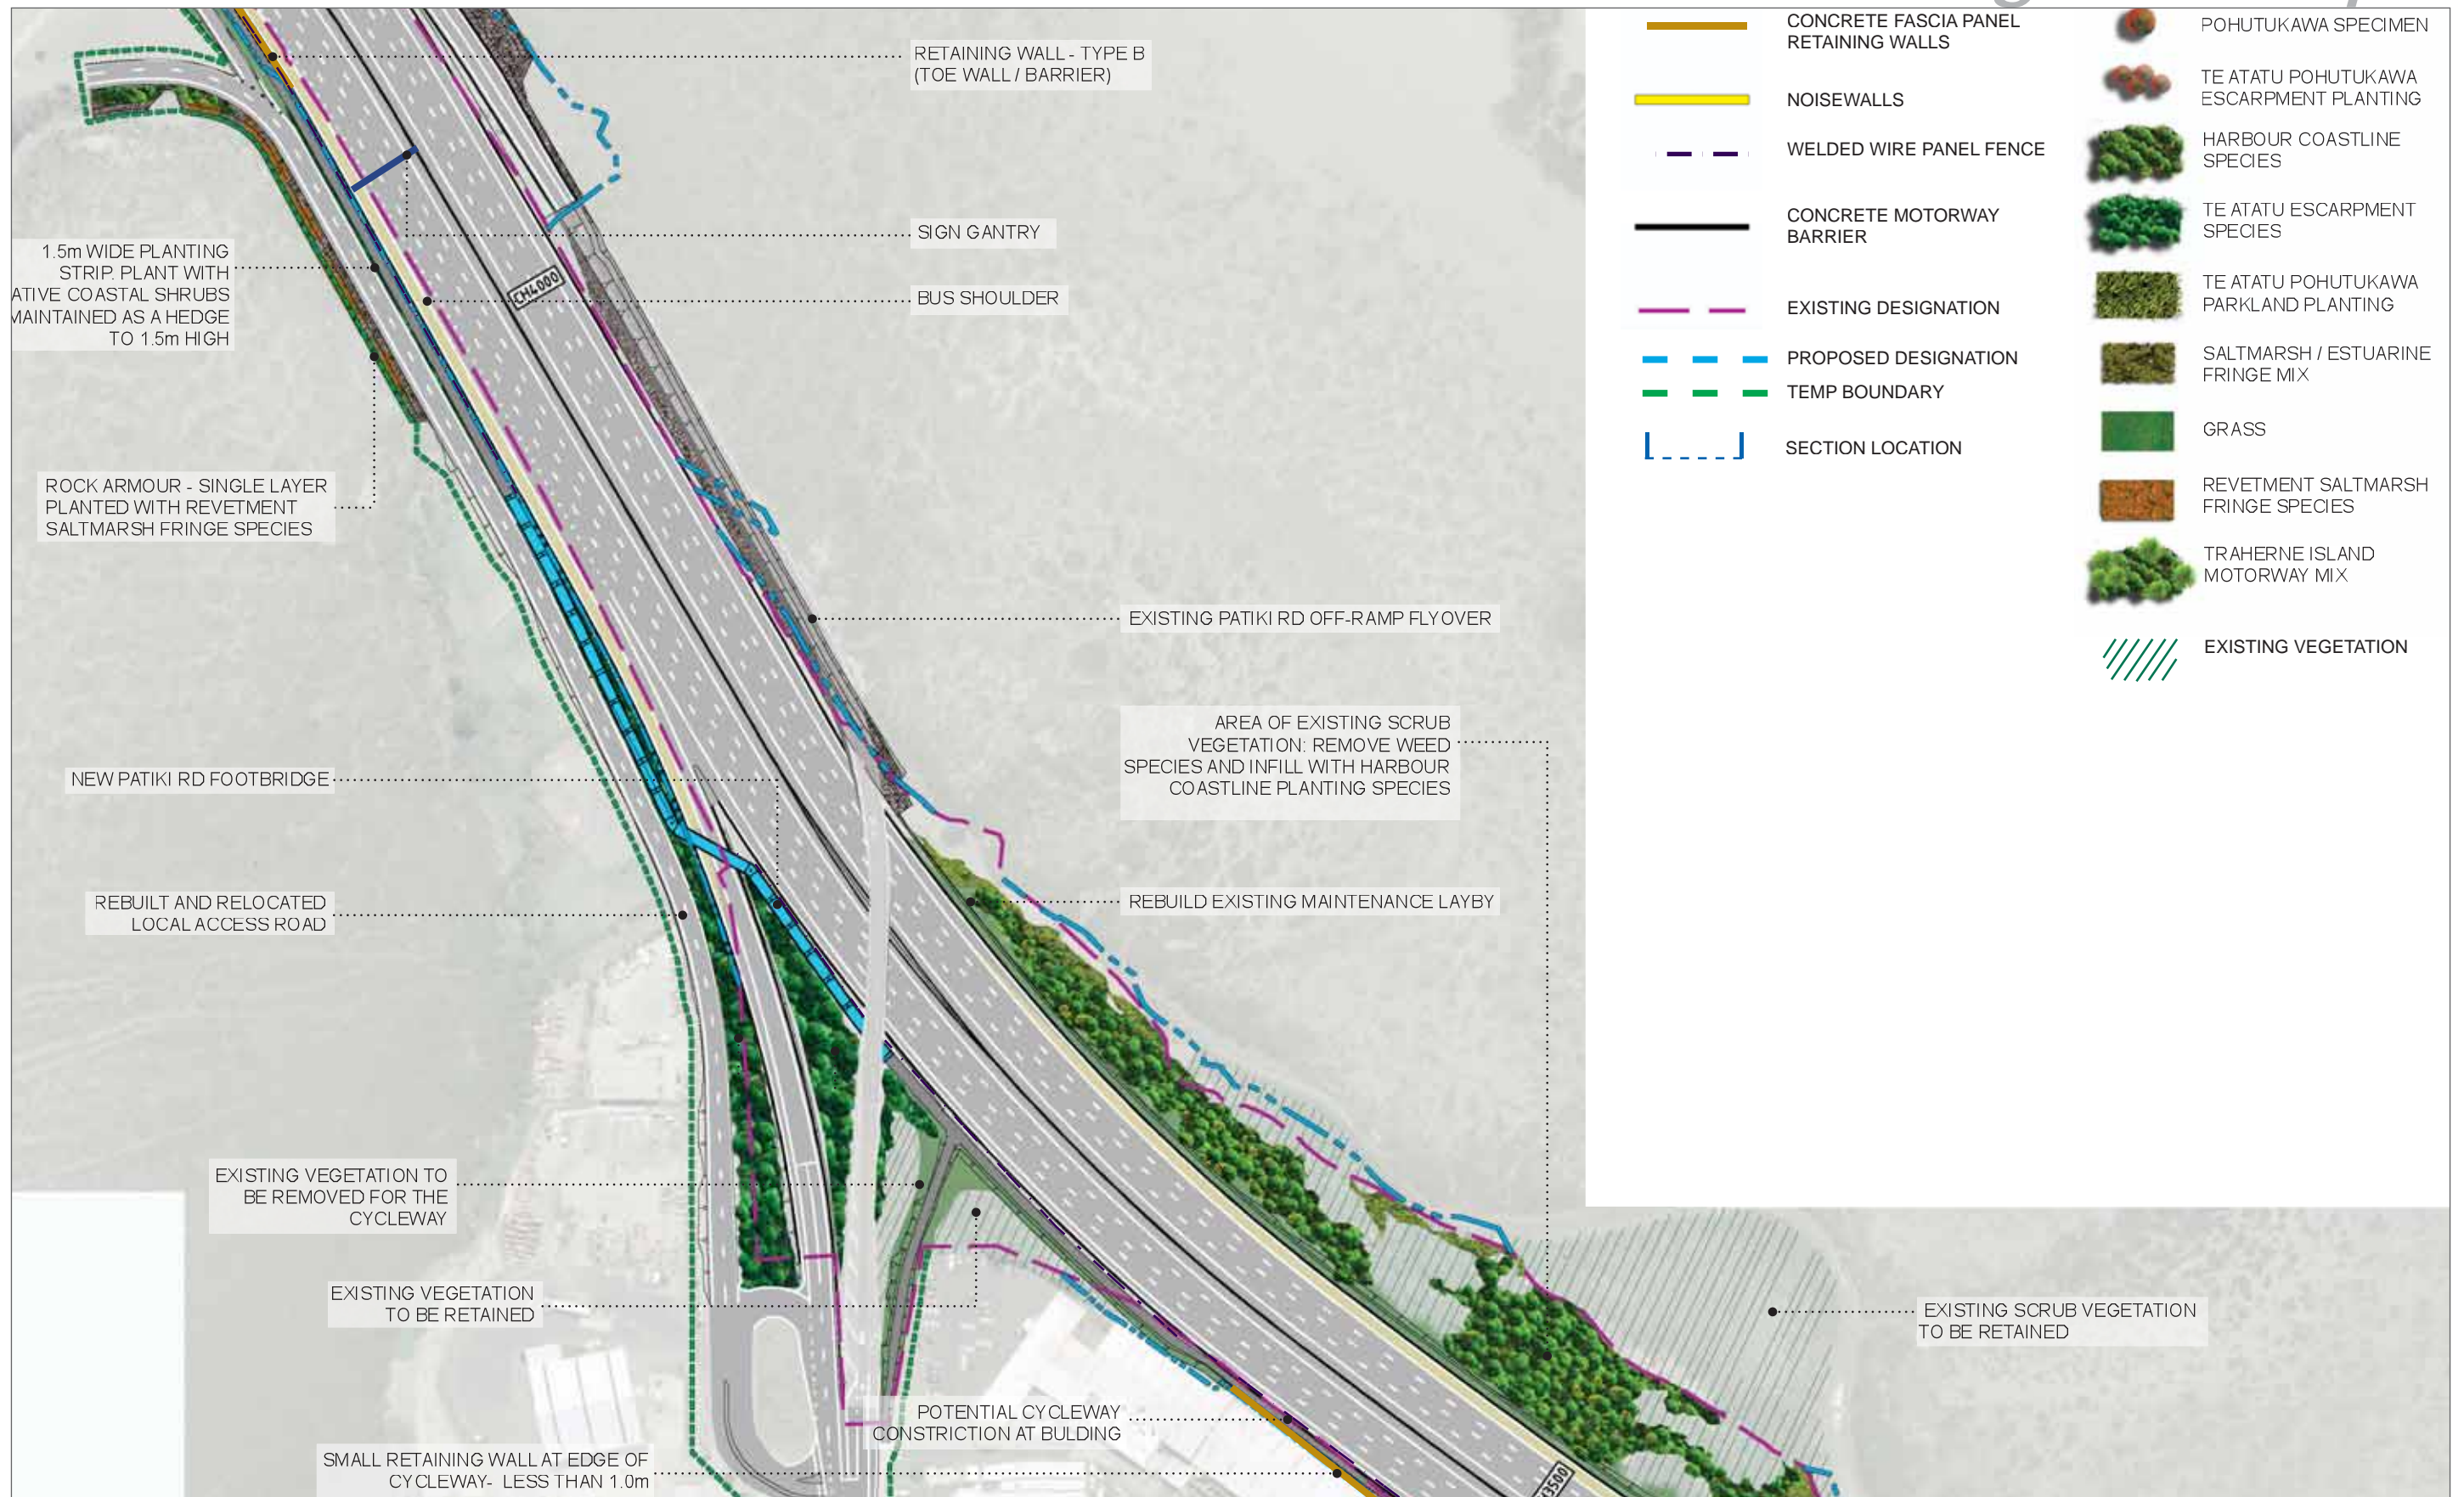 RETAINING WALL - TYPE B
(TOE WALL / BARRIER)
SIGN GANTRY
1.5m WIDE PLANTING
STRIP. PLANT WITH
ATIVE COASTAL SHRUBS
MAINTAINED AS A HEDGE
TO 1.5m HIGH
CH4000
BUS SHOULDER
ROCK ARMOUR - SINGLE LAYER
PLANTED WITH REVETMENT
SALTMARSH FRINGE SPECIES
EXISTING PATIKI RD OFF-RAMP FLYOVER
AREA OF EXISTING SCRUB
VEGETATION: REMOVE WEED
SPECIES AND INFILL WITH HARBOUR
COASTLINE PLANTING SPECIES
NEW PATIKI RD FOOTBRIDGE
REBUILT AND RELOCATED
LOCAL ACCESS ROAD
REBUILD EXISTING MAINTENANCE LAYBY
EXISTING VEGETATION TO
BE REMOVED FOR THE
CYCLEWAY
EXISTING VEGETATION
TO BE RETAINED
EXISTING SCRUB VEGETATION
TO BE RETAINED
POTENTIAL CYCLEWAY
CONSTRICTION AT BULDING
SMALL RETAINING WALL AT EDGE OF
CYCLEWAY- LESS THAN 1.0m
3500
CONCRETE FASCIA PANEL
RETAINING WALLS
NOISEWALLS
WELDED WIRE PANEL FENCE
CONCRETE MOTORWAY
BARRIER
EXISTING DESIGNATION
PROPOSED DESIGNATION
TEMP BOUNDARY
SECTION LOCATION
POHUTUKAWA SPECIMEN
TE ATATU POHUTUKAWA
ESCARPMENT PLANTING
HARBOUR COASTLINE
SPECIES
TE ATATU ESCARPMENT
SPECIES
TE ATATU POHUTUKAWA
PARKLAND PLANTING
SALTMARSH / ESTUARINE
FRINGE MIX
GRASS
REVETMENT SALTMARSH
FRINGE SPECIES
TRAHERNE ISLAND
MOTORWAY MIX
EXISTING VEGETATION